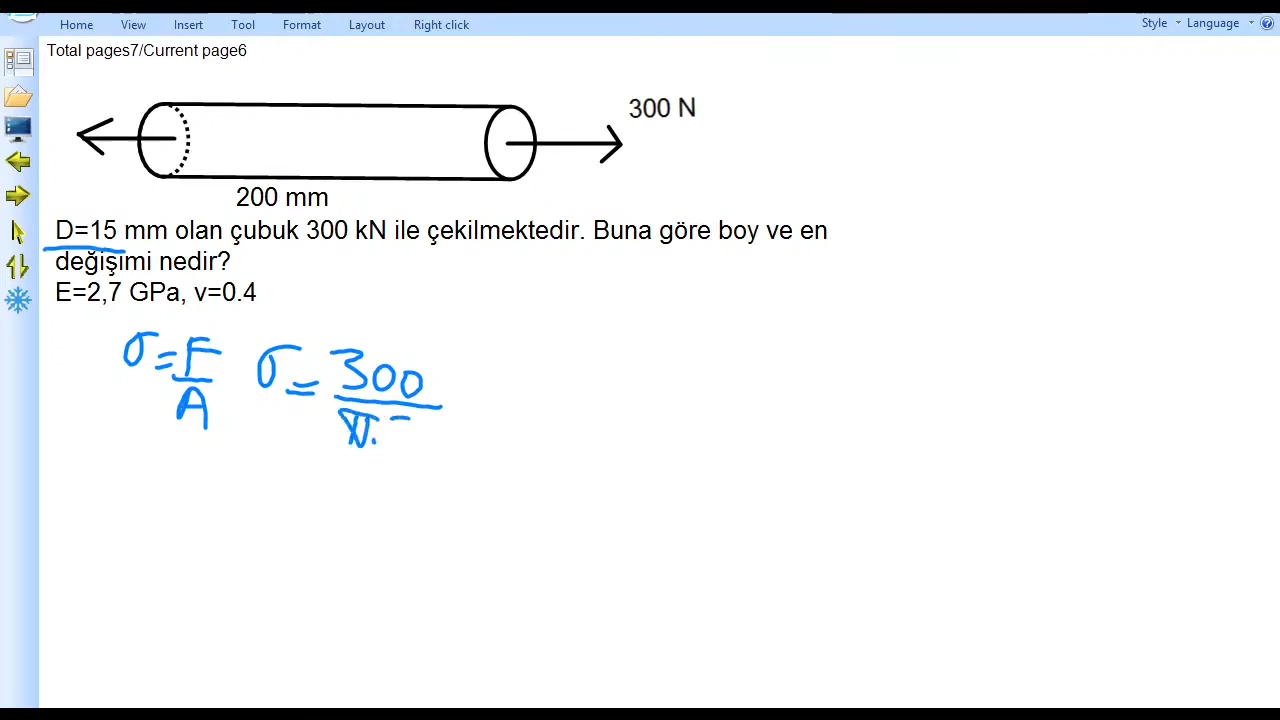 Home View Insert Tool Format Layout Right click Style Language
Total pages7/Current page6
300 N
200 mm
D=15 mm olan çubuk 300 kN ile çekilmektedir. Buna göre boy ve en
değişimi nedir?
E=2,7 GPa, v=0.4
σ=F/A σ=300/π.